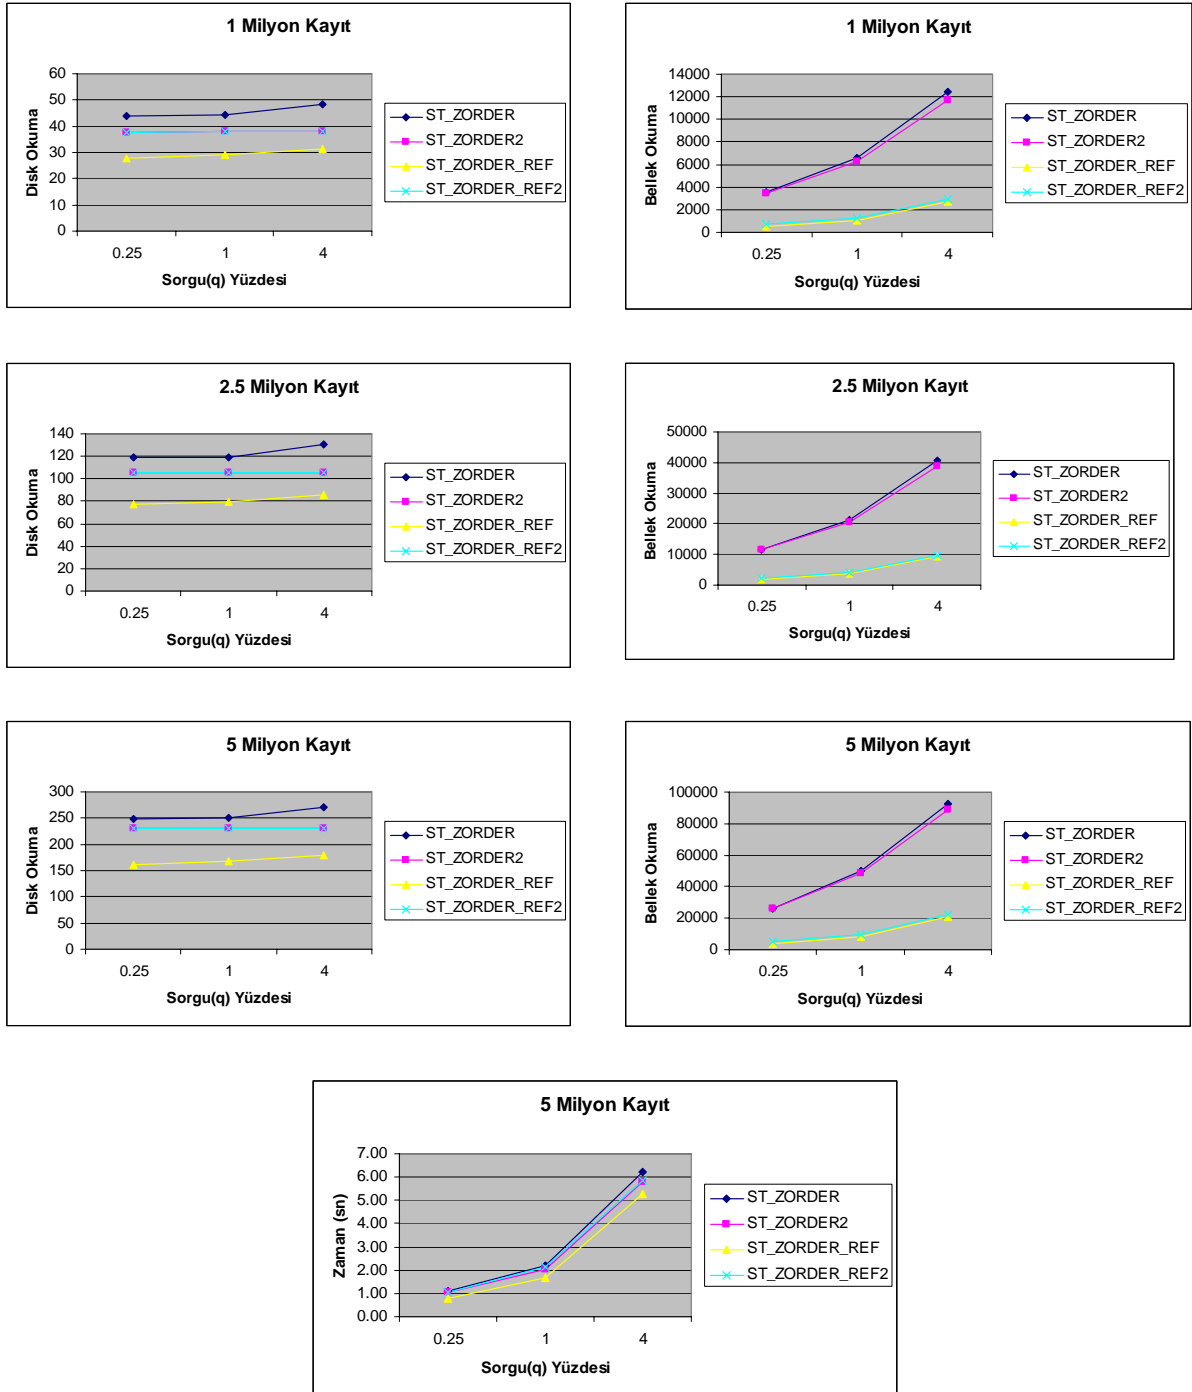 1 Milyon Kayıt
60
50
40
30
20
10
0
Disk Okuma
0.25 1 4
Sorgu(q) Yüzdesi
ST_ZORDER
ST_ZORDER2
ST_ZORDER_REF
ST_ZORDER_REF2
1 Milyon Kayıt
14000
12000
10000
8000
6000
4000
2000
0
Bellek Okuma
0.25 1 4
Sorgu(q) Yüzdesi
ST_ZORDER
ST_ZORDER2
ST_ZORDER_REF
ST_ZORDER_REF2
2.5 Milyon Kayıt
140
120
100
80
60
40
20
0
Disk Okuma
0.25 1 4
Sorgu(q) Yüzdesi
ST_ZORDER
ST_ZORDER2
ST_ZORDER_REF
ST_ZORDER_REF2
2.5 Milyon Kayıt
50000
40000
30000
20000
10000
0
Bellek Okuma
0.25 1 4
Sorgu(q) Yüzdesi
ST_ZORDER
ST_ZORDER2
ST_ZORDER_REF
ST_ZORDER_REF2
5 Milyon Kayıt
300
250
200
150
100
50
0
Disk Okuma
0.25 1 4
Sorgu(q) Yüzdesi
ST_ZORDER
ST_ZORDER2
ST_ZORDER_REF
ST_ZORDER_REF2
5 Milyon Kayıt
100000
80000
60000
40000
20000
0
Bellek Okuma
0.25 1 4
Sorgu(q) Yüzdesi
ST_ZORDER
ST_ZORDER2
ST_ZORDER_REF
ST_ZORDER_REF2
5 Milyon Kayıt
7.00
6.00
5.00
4.00
3.00
2.00
1.00
0.00
Zaman (sn)
0.25 1 4
Sorgu(q) Yüzdesi
ST_ZORDER
ST_ZORDER2
ST_ZORDER_REF
ST_ZORDER_REF2